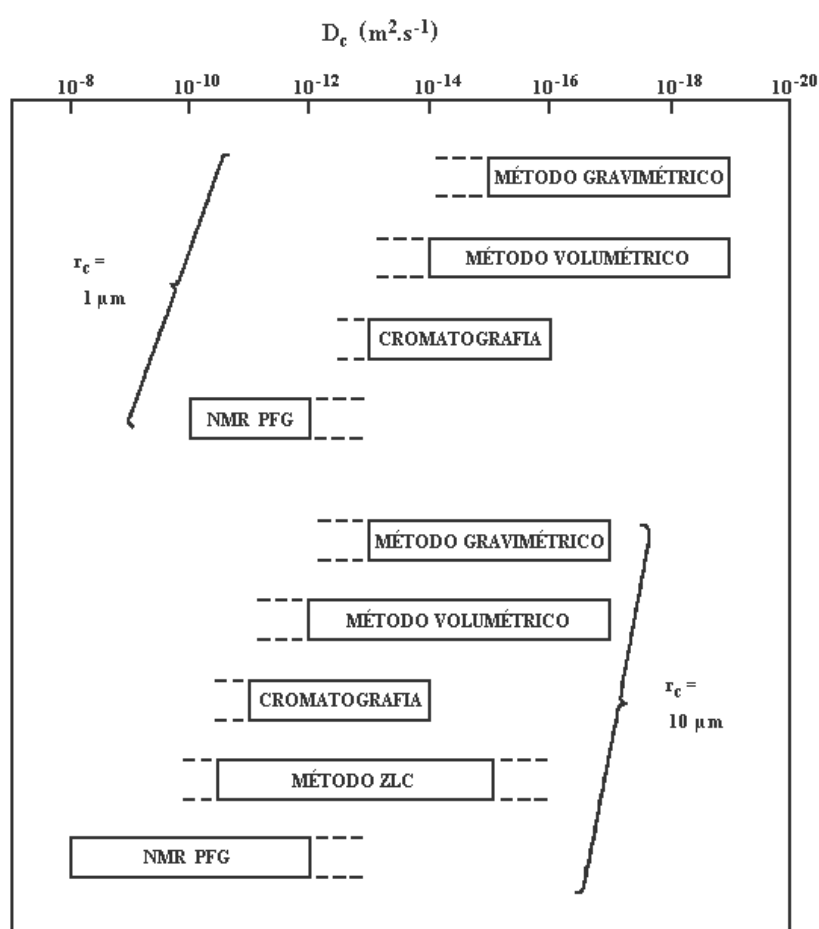 D_c (m².s⁻¹)
10⁻⁸ 10⁻¹⁰ 10⁻¹² 10⁻¹⁴ 10⁻¹⁶ 10⁻¹⁸ 10⁻²⁰
MÉTODO GRAVIMÉTRICO
MÉTODO VOLUMÉTRICO
r_c =
1 μm
CROMATOGRAFIA
NMR PFG
MÉTODO GRAVIMÉTRICO
MÉTODO VOLUMÉTRICO
CROMATOGRAFIA
r_c =
10 μm
MÉTODO ZLC
NMR PFG